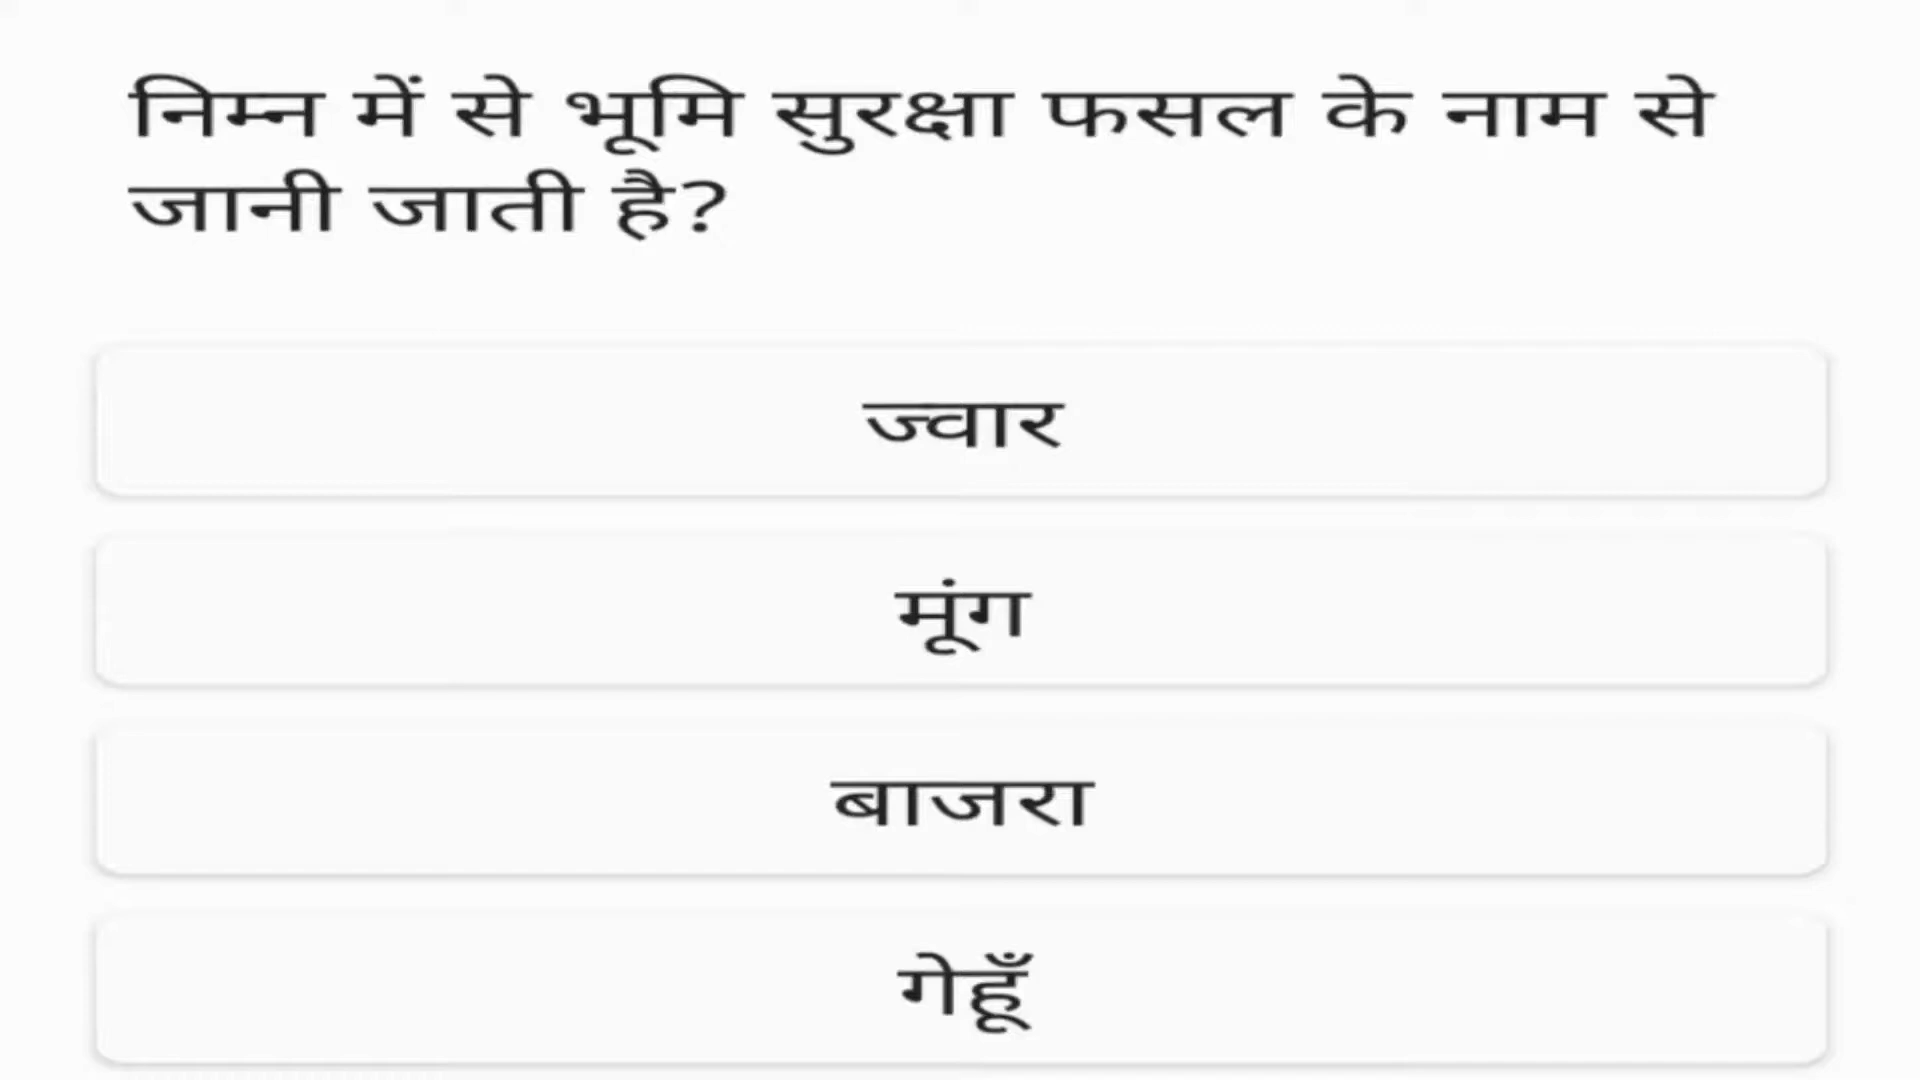 निम्न में से भूमि सुरक्षा फसल के नाम से
जानी जाती है?
ज्वार
मूंग
बाजरा
गेहूँ